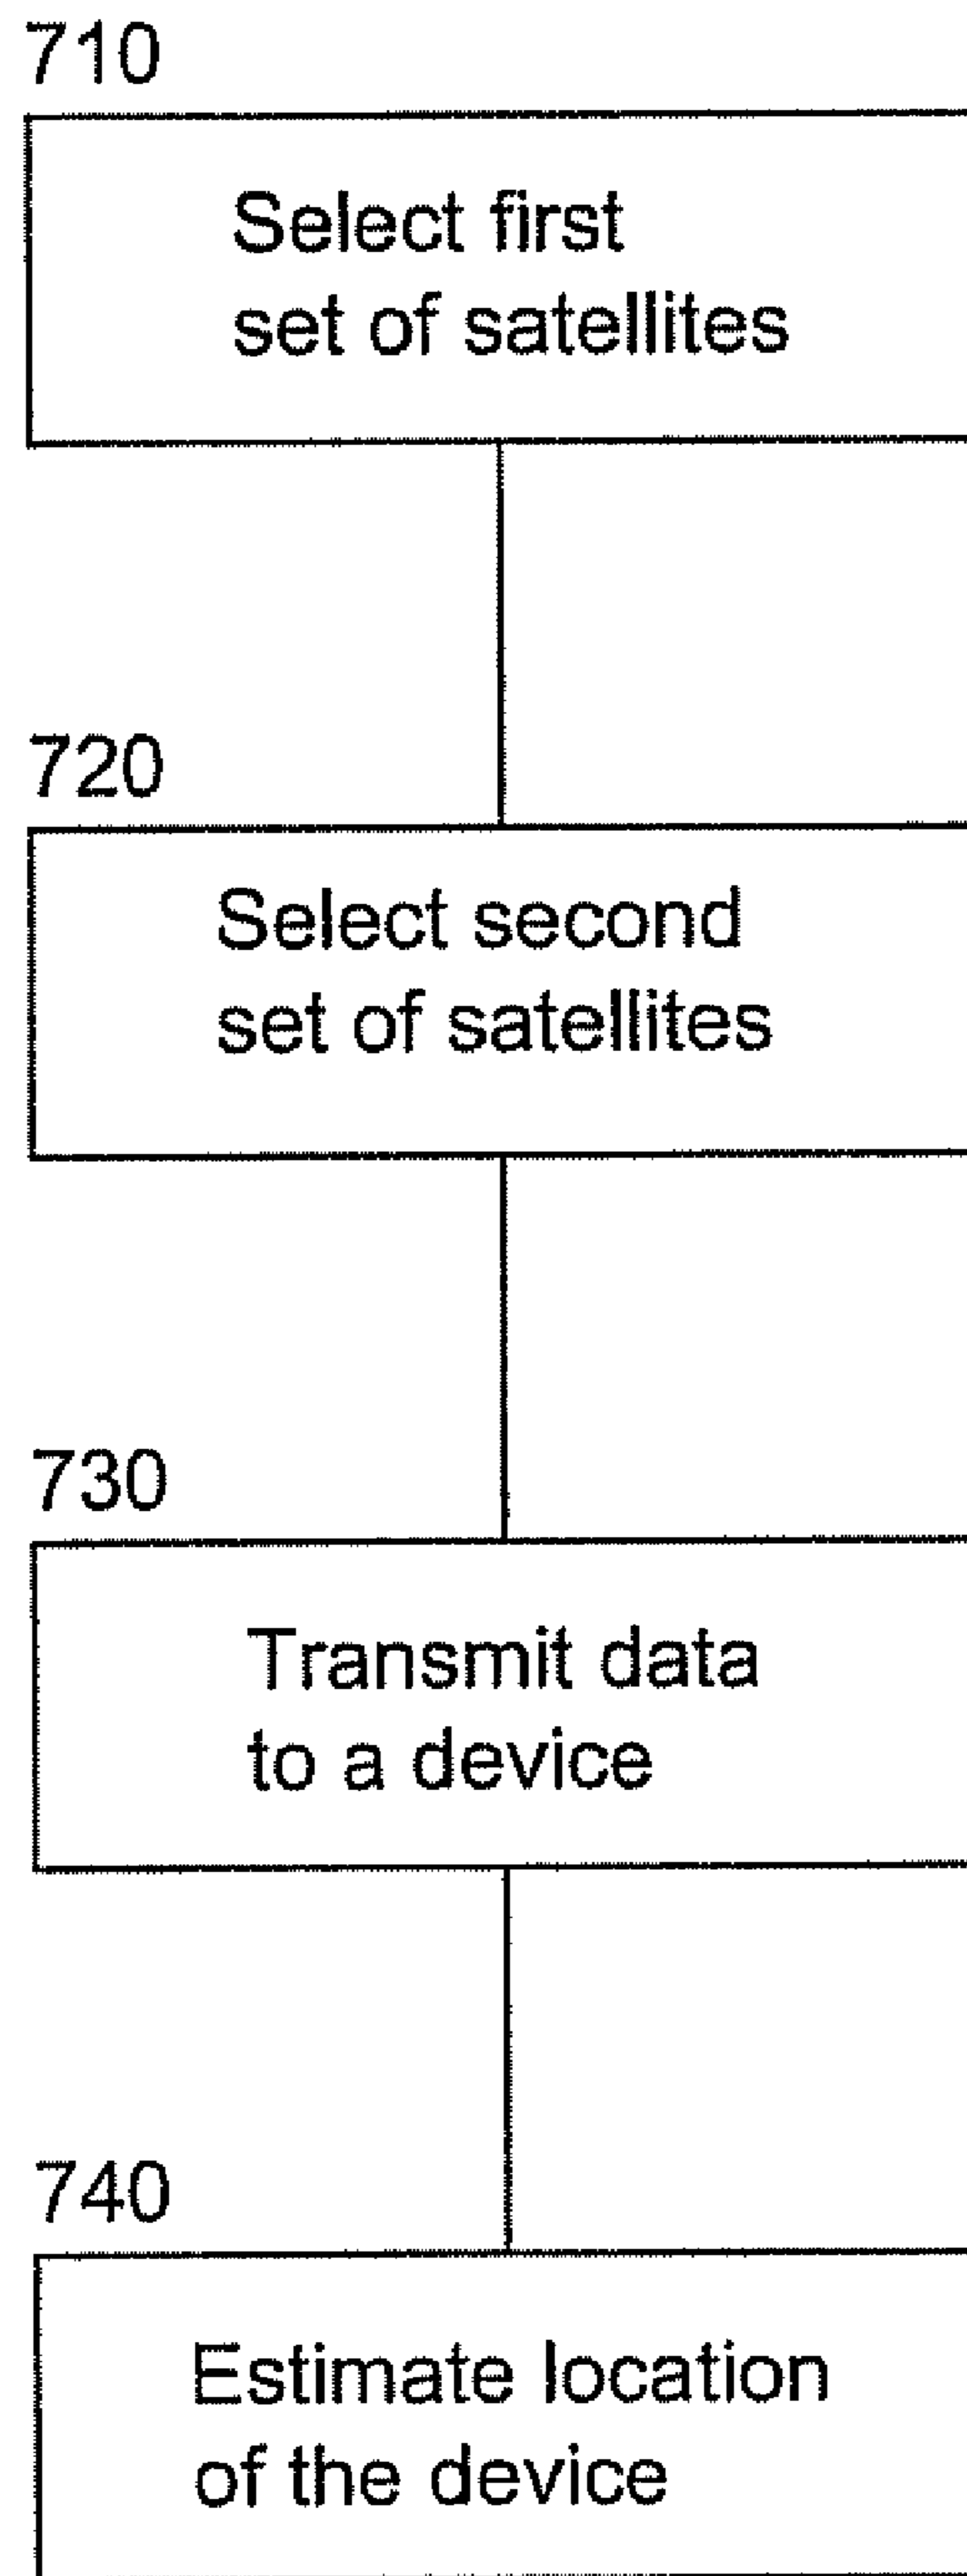 710
Select first
set of satellites
720
Select second
set of satellites
730
Transmit data
to a device
740
Estimate location
of the device